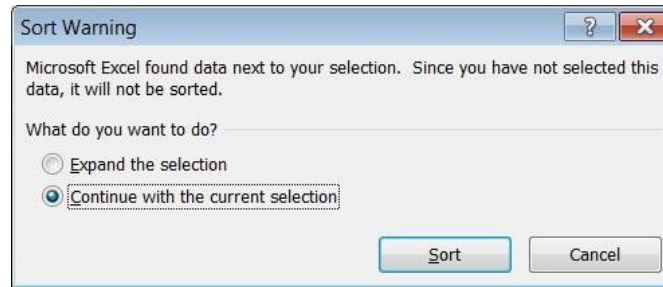 Sort Warning
Microsoft Excel found data next to your selection.  Since you have not selected this
data, it will not be sorted.
What do you want to do?
Expand the selection
Continue with the current selection
Sort Cancel